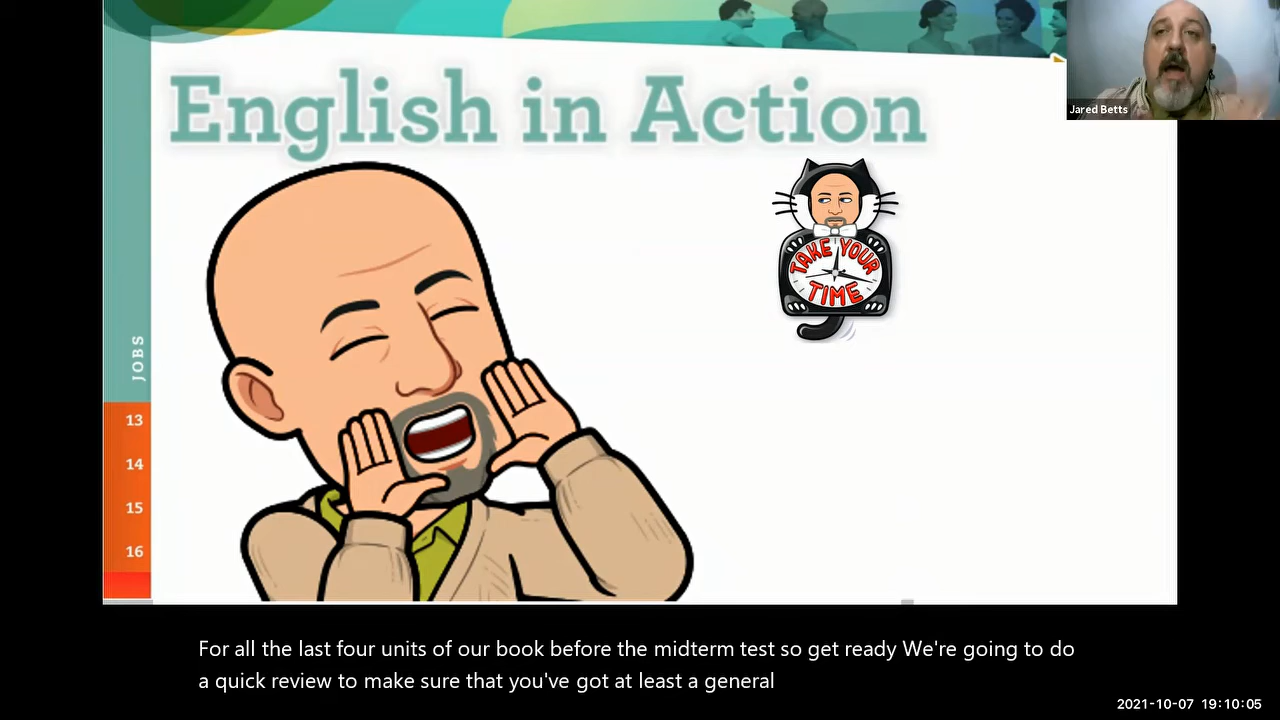 English in Action
Jared Betts
TAKE YOUR
TIME
JOBS
13
14
15
16
For all the last four units of our book before the midterm test so get ready We're going to do
a quick review to make sure that you've got at least a general
2021-10-07 19:10:05